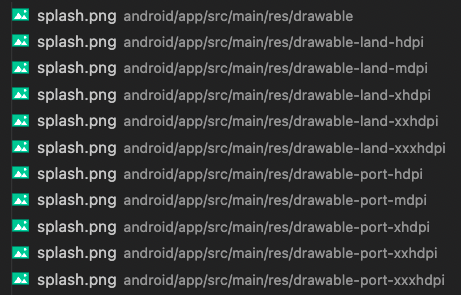 splash.png android/app/src/main/res/drawable
splash.png android/app/src/main/res/drawable-land-hdpi
splash.png android/app/src/main/res/drawable-land-mdpi
splash.png android/app/src/main/res/drawable-land-xhdpi
splash.png android/app/src/main/res/drawable-land-xxhdpi
splash.png android/app/src/main/res/drawable-land-xxxhdpi
splash.png android/app/src/main/res/drawable-port-hdpi
splash.png android/app/src/main/res/drawable-port-mdpi
splash.png android/app/src/main/res/drawable-port-xhdpi
splash.png android/app/src/main/res/drawable-port-xxhdpi
splash.png android/app/src/main/res/drawable-port-xxxhdpi